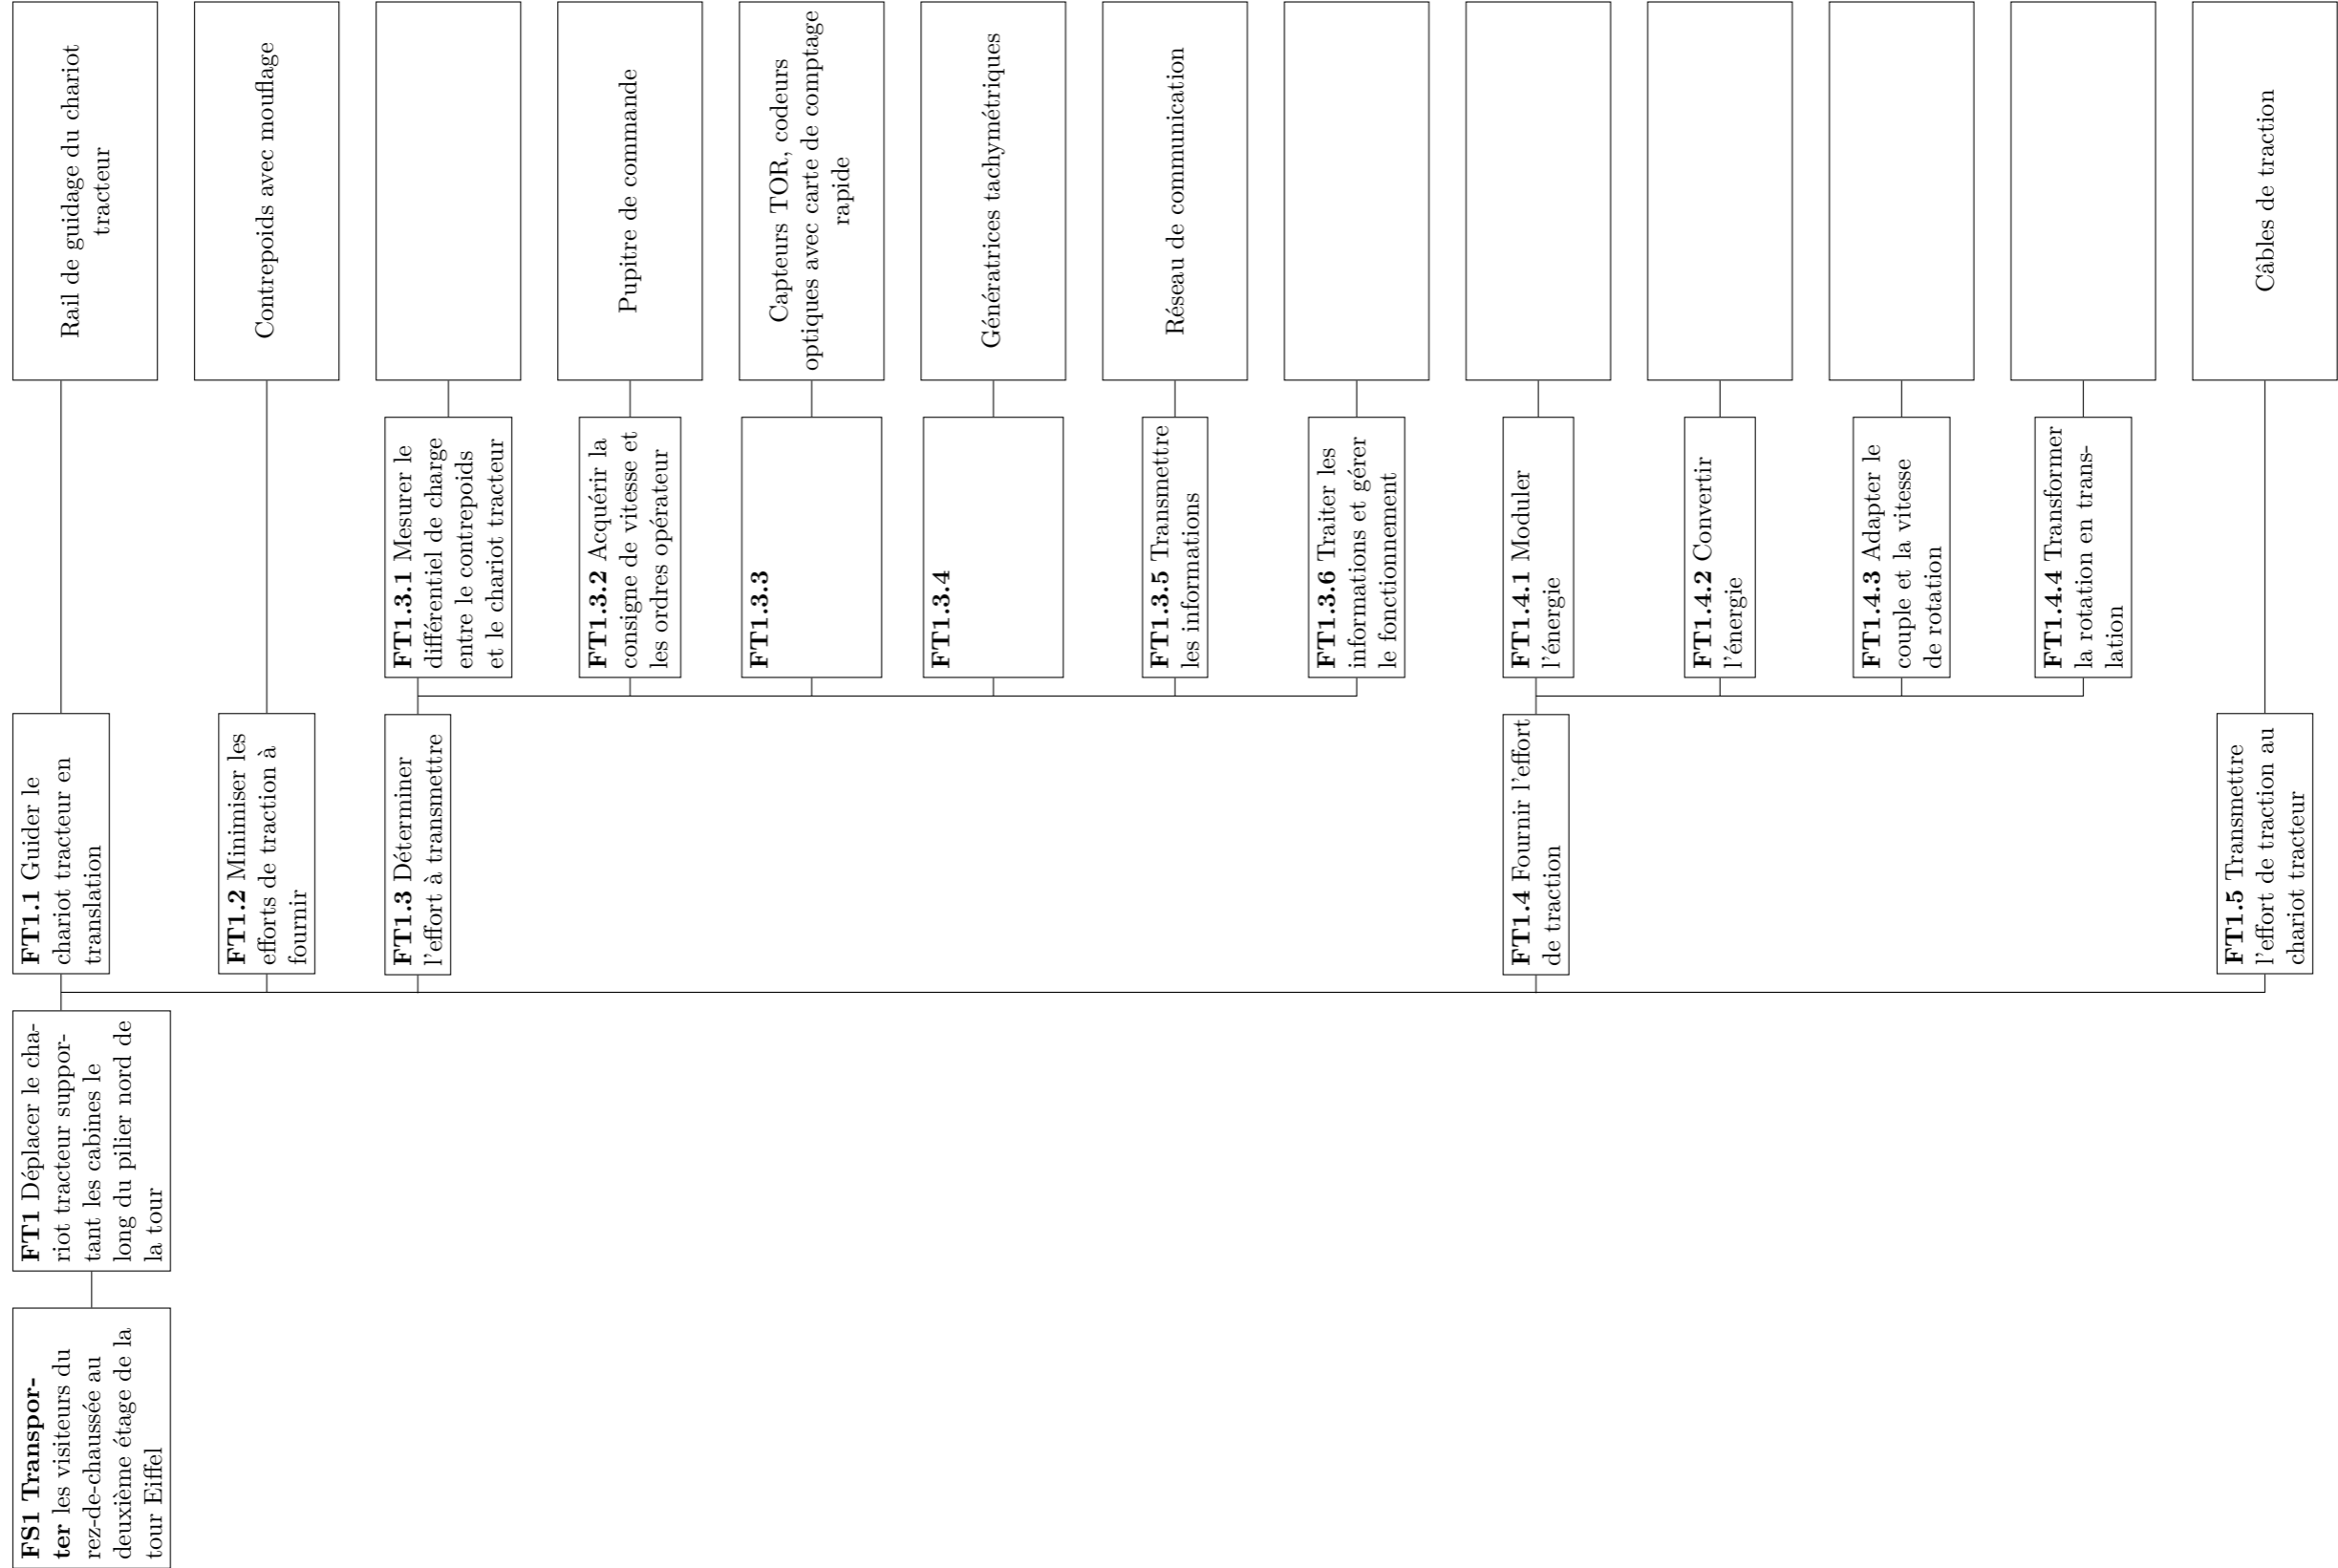 FS1 Transpor-
ter les visiteurs du
rez-de-chaussée au
deuxième étage de la
tour Eiffel
FT1 Déplacer le cha-
riot tracteur suppor-
tant les cabines le
long du pilier nord de
la tour
FT1.1 Guider le
chariot tracteur en
translation
Rail de guidage du chariot
tracteur
FT1.2 Minimiser les
efforts de traction à
fournir
Contrepoids avec mouflage
FT1.3 Déterminer
l'effort à transmettre
FT1.3.1 Mesurer le
différentiel de charge
entre le contrepoids
et le chariot tracteur
FT1.3.2 Acquérir la
consigne de vitesse et
les ordres opérateur
Pupitre de commande
FT1.3.3
Capteurs TOR, codeurs
optiques avec carte de comptage
rapide
FT1.3.4
Génératrices tachymétriques
FT1.3.5 Transmettre
les informations
Réseau de communication
FT1.3.6 Traiter les
informations et gérer
le fonctionnement
FT1.4 Fournir l'effort
de traction
FT1.4.1 Moduler
l'énergie
FT1.4.2 Convertir
l'énergie
FT1.4.3 Adapter le
couple et la vitesse
de rotation
FT1.4.4 Transformer
la rotation en trans-
lation
FT1.5 Transmettre
l'effort de traction au
chariot tracteur
Câbles de traction